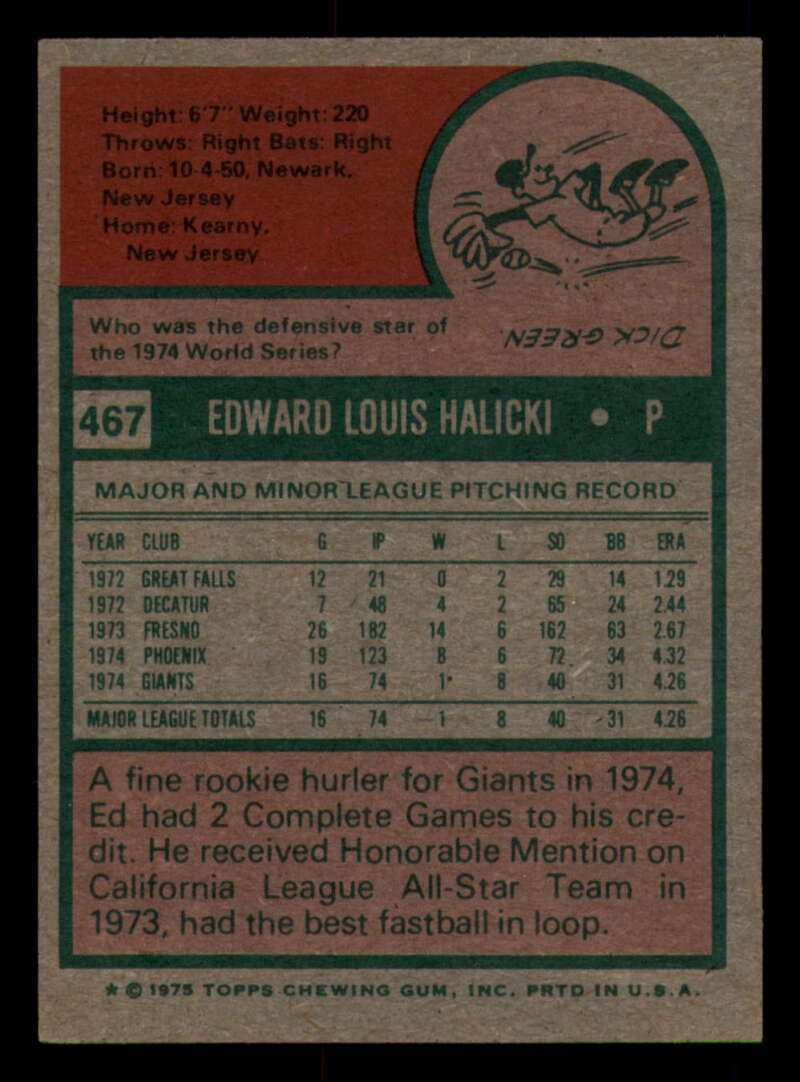 Height: 6'7" Weight: 220
Throws: Right Bats: Right
Born: 10-4-50, Newark,
New Jersey
Home: Kearny,
New Jersey
Who was the defensive star of
the 1974 World Series?
DICK GREEN.
467 EDWARD LOUIS HALICKI • P
MAJOR AND MINOR LEAGUE PITCHING RECORD
YEAR CLUB G IP W L SO BB ERA
1972 GREAT FALLS 12 21 0 2 29 14 1.29
1972 DECATUR 7 48 4 2 65 24 2.44
1973 FRESNO 26 182 14 6 162 63 2.67
1974 PHOENIX 19 123 8 6 72 34 4.32
1974 GIANTS 16 74 1 8 40 31 4.26
MAJOR LEAGUE TOTALS 16 74 1 8 40 31 4.26
A fine rookie hurler for Giants in 1974,
Ed had 2 Complete Games to his cre-
dit. He received Honorable Mention on
California League All-Star Team in
1973, had the best fastball in loop.
* © 1975 TOPPS CHEWING GUM, INC. PRTD IN U.S.A.